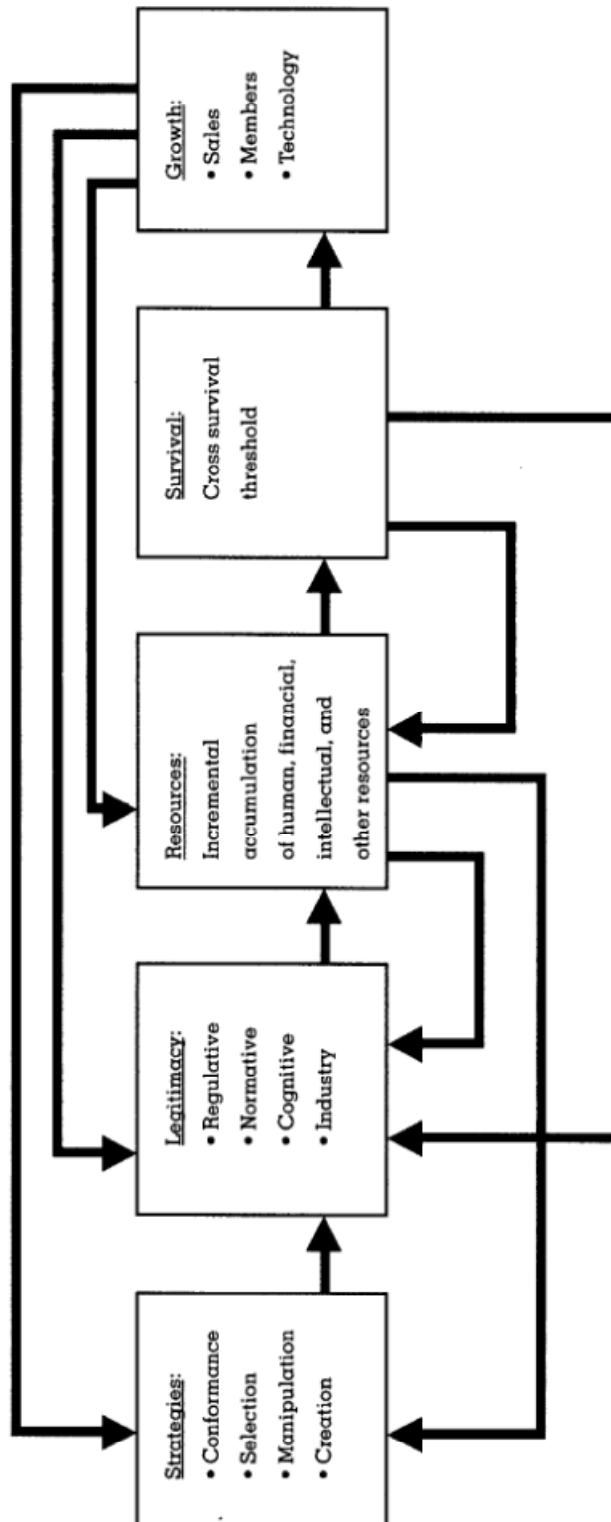 Strategies:
• Conformance
• Selection
• Manipulation
• Creation
Legitimacy:
• Regulative
• Normative
• Cognitive
• Industry
Resources:
Incremental
accumulation
of human, financial,
intellectual, and
other resources
Survival:
Cross survival
threshold
Growth:
• Sales
• Members
• Technology